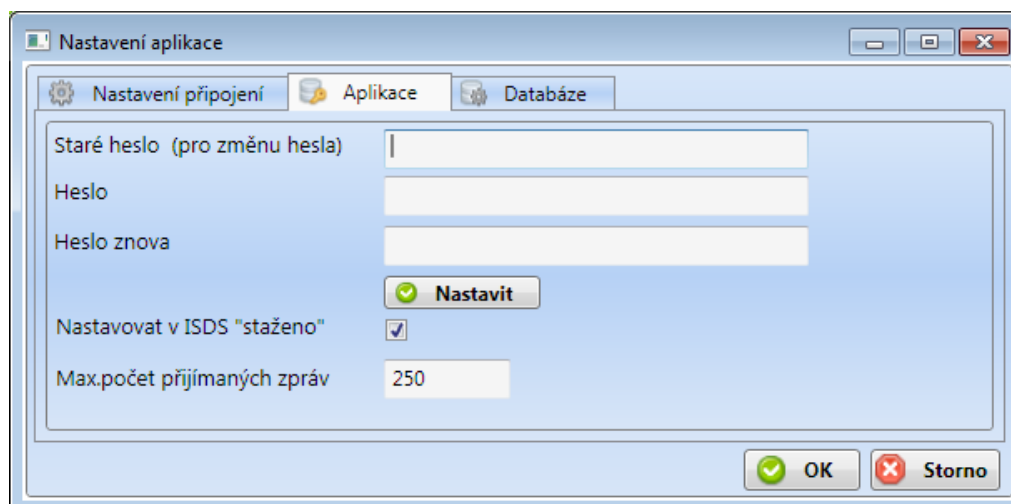 Nastavení aplikace
Nastavení připojení Aplikace Databáze
Staré heslo (pro změnu hesla)
Heslo
Heslo znova
Nastavit
Nastavovat v ISDS "staženo"
Max.počet přijímaných zpráv 250
OK Storno